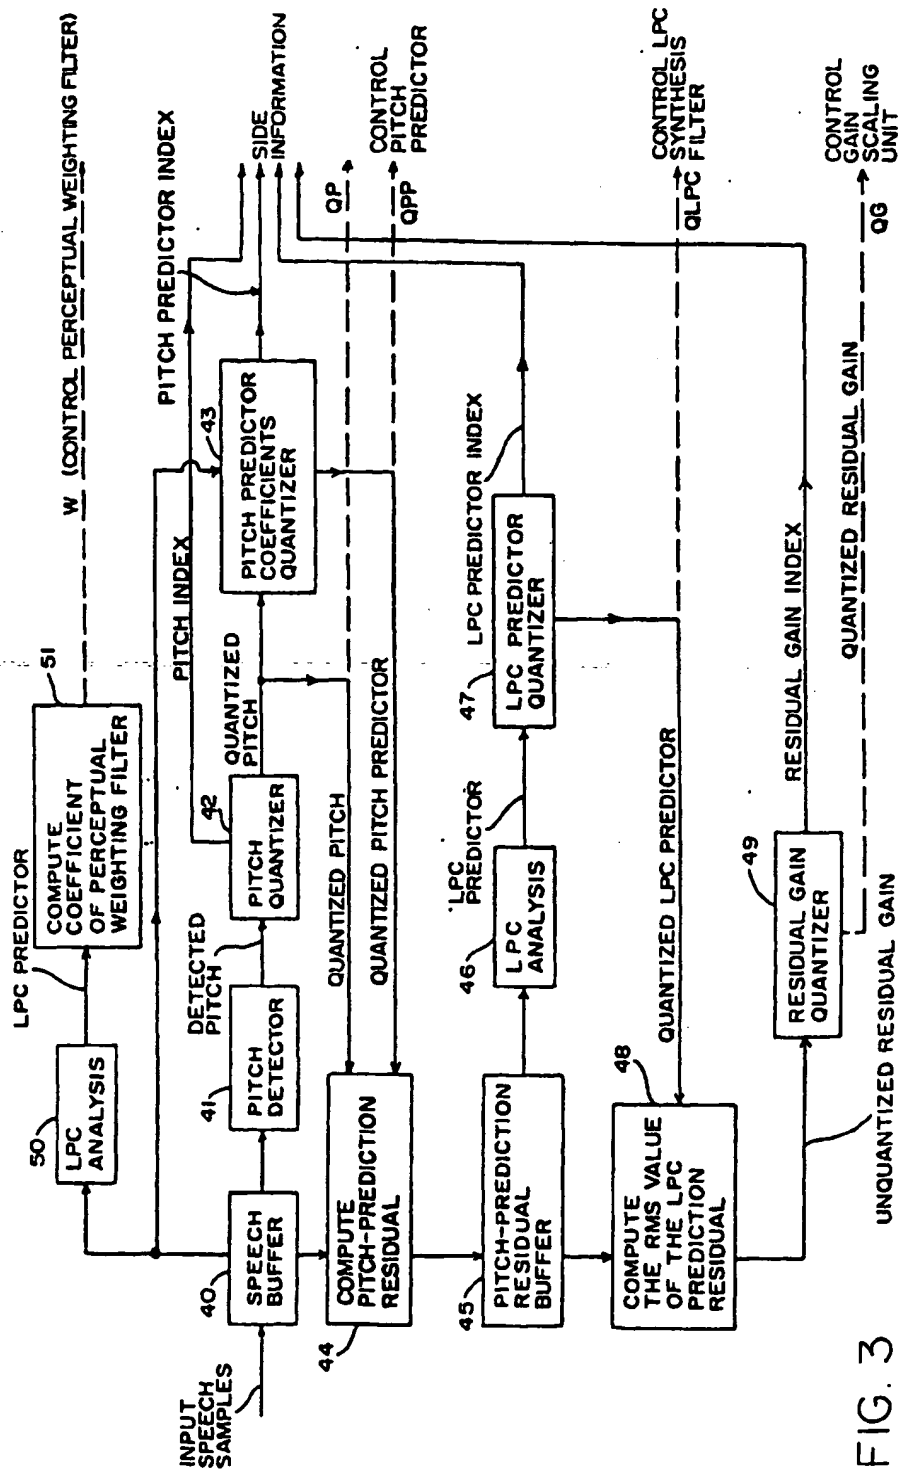 W (CONTROL PERCEPTUAL WEIGHTING FILTER)
LPC PREDICTOR
51
COMPUTE
COEFFICIENT
OF PERCEPTUAL
WEIGHTING FILTER
50
LPC
ANALYSIS
PITCH PREDICTOR INDEX
PITCH INDEX
SIDE
INFORMATION
43
PITCH PREDICTOR
COEFFICIENTS
QUANTIZER
QUANTIZED
PITCH
42
PITCH
QUANTIZER
DETECTED
PITCH
41
PITCH
DETECTOR
40
SPEECH
BUFFER
INPUT
SPEECH
SAMPLES
QP
QPP
CONTROL
PITCH
PREDICTOR
QUANTIZED PITCH
QUANTIZED PITCH PREDICTOR
44
COMPUTE
PITCH-PREDICTION
RESIDUAL
LPC PREDICTOR INDEX
47
LPC PREDICTOR
QUANTIZER
LPC
PREDICTOR
46
LPC
ANALYSIS
45
PITCH-PREDICTION
RESIDUAL
BUFFER
CONTROL LPC
SYNTHESIS
FILTER
QLPC
QUANTIZED LPC PREDICTOR
48
COMPUTE
THE RMS VALUE
OF THE LPC
PREDICTION
RESIDUAL
RESIDUAL GAIN INDEX
49
RESIDUAL GAIN
QUANTIZER
CONTROL
GAIN
SCALING
UNIT
QG
QUANTIZED RESIDUAL GAIN
UNQUANTIZED RESIDUAL GAIN
FIG. 3